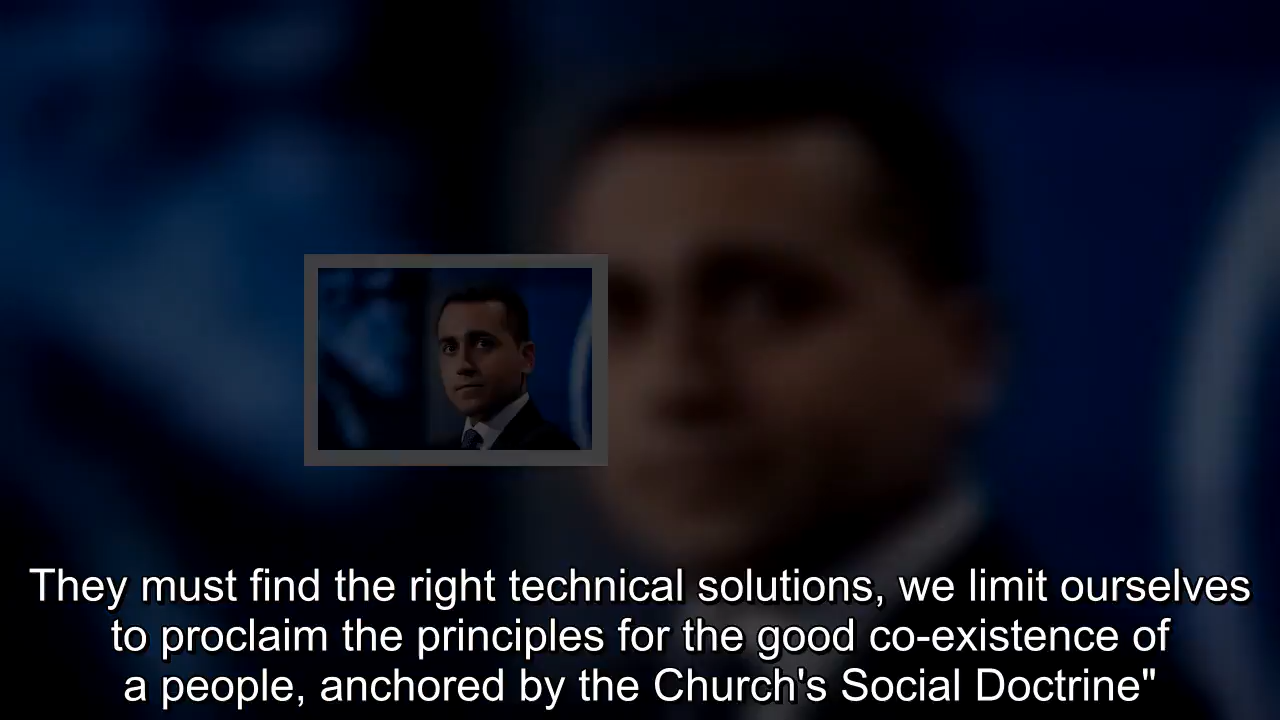 They must find the right technical solutions, we limit ourselves
to proclaim the principles for the good co-existence of
a people, anchored by the Church's Social Doctrine"